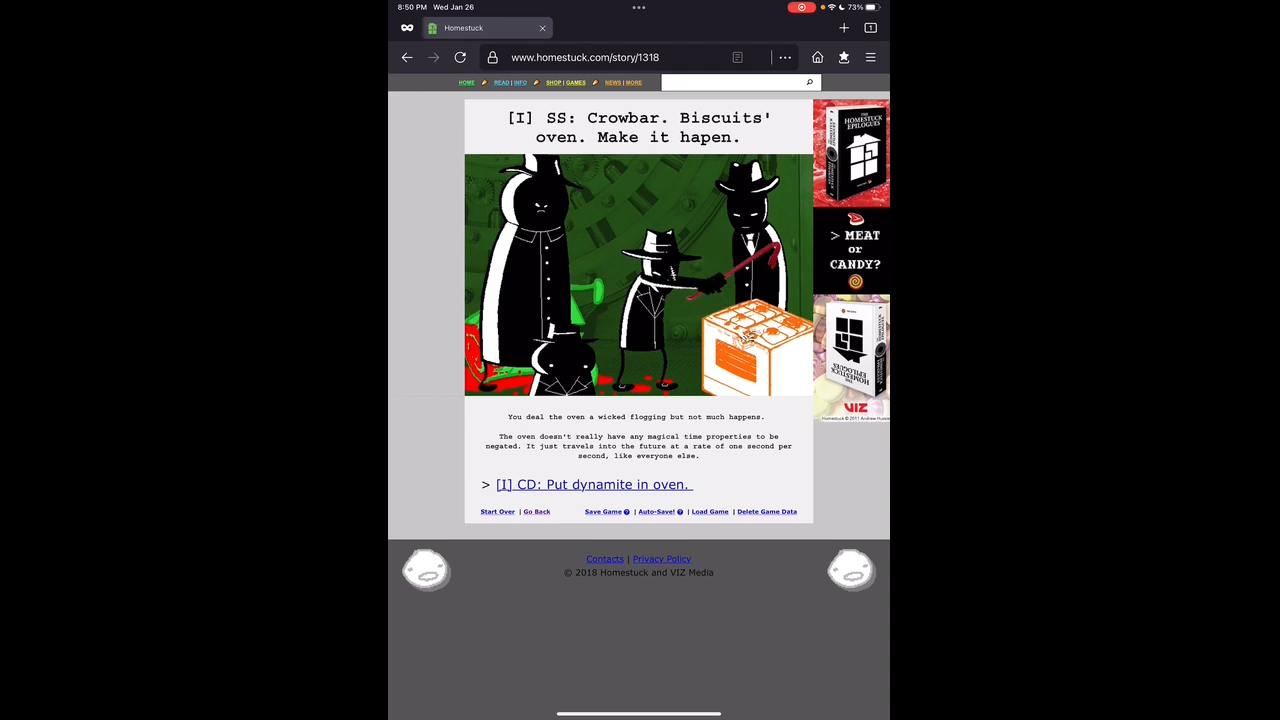 8:50 PM Wed Jan 26
73%
Homestuck
1
www.homestuck.com/story/1318
HOME READ | INFO SHOP | GAMES NEWS | MORE
[I] SS: Crowbar. Biscuits'
oven. Make it hapen.
THE HOMESTUCK EPILOGUES
> MEAT
or
CANDY?
THE HOMESTUCK EPILOGUES
VIZ
You deal the oven a wicked flogging but not much happens.
The oven doesn't really have any magical time properties to be
negated. It just travels into the future at a rate of one second per
second, like everyone else.
> [I] CD: Put dynamite in oven.
Start Over | Go Back Save Game ? | Auto-Save! ? | Load Game | Delete Game Data
Contacts | Privacy Policy
© 2018 Homestuck and VIZ Media